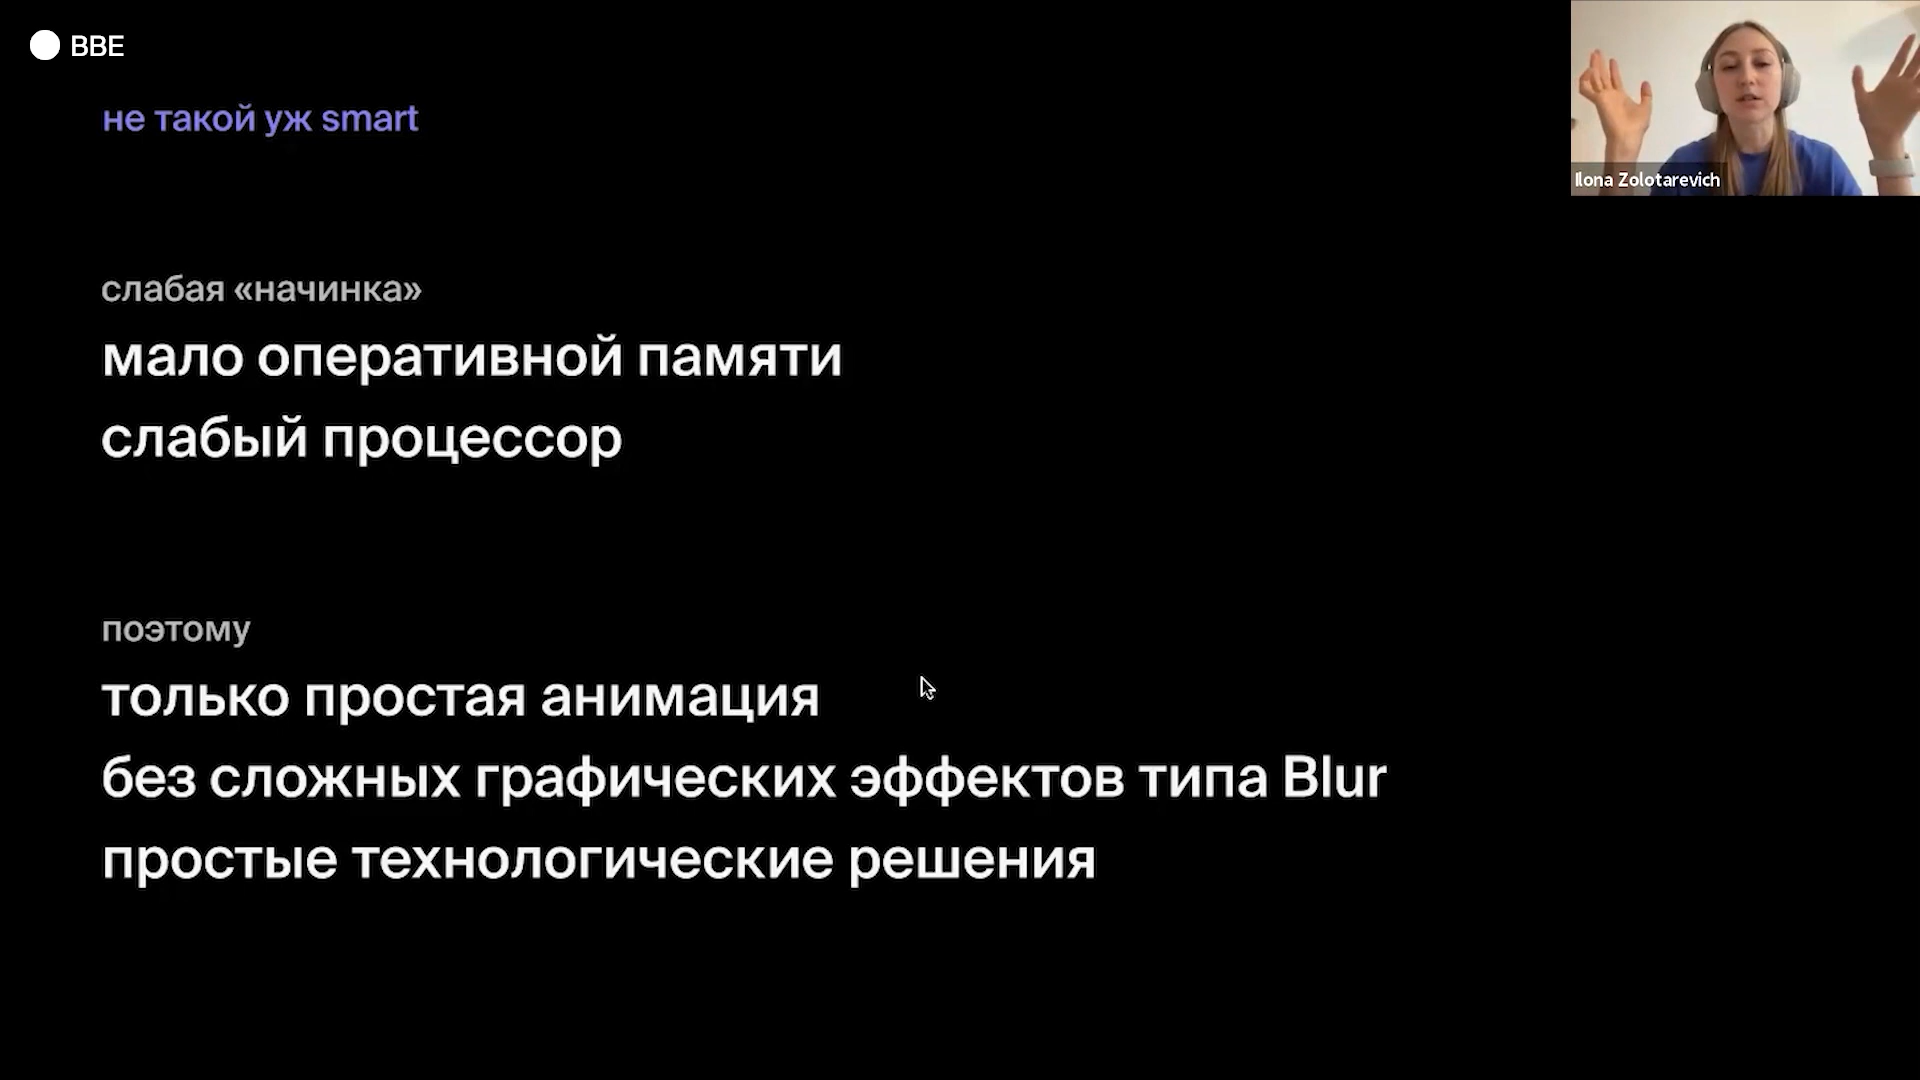 BBE
не такой уж smart
Ilona Zolotarevich
слабая «начинка»
мало оперативной памяти
слабый процессор
поэтому
только простая анимация
без сложных графических эффектов типа Blur
простые технологические решения